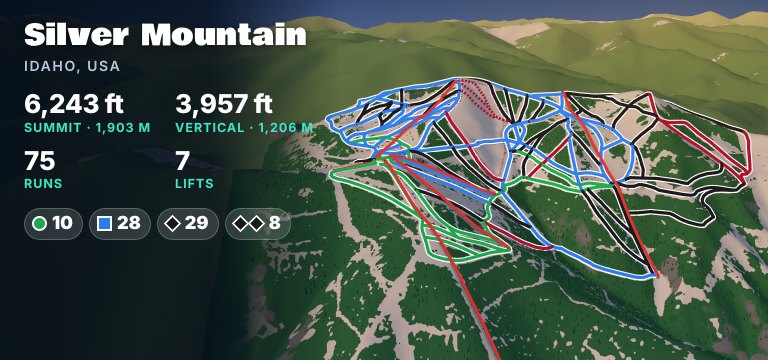 Silver Mountain
IDAHO, USA
6,243 ft 3,957 ft
SUMMIT · 1,903 M VERTICAL · 1,206 M
75 7
RUNS LIFTS
10 28 29 8